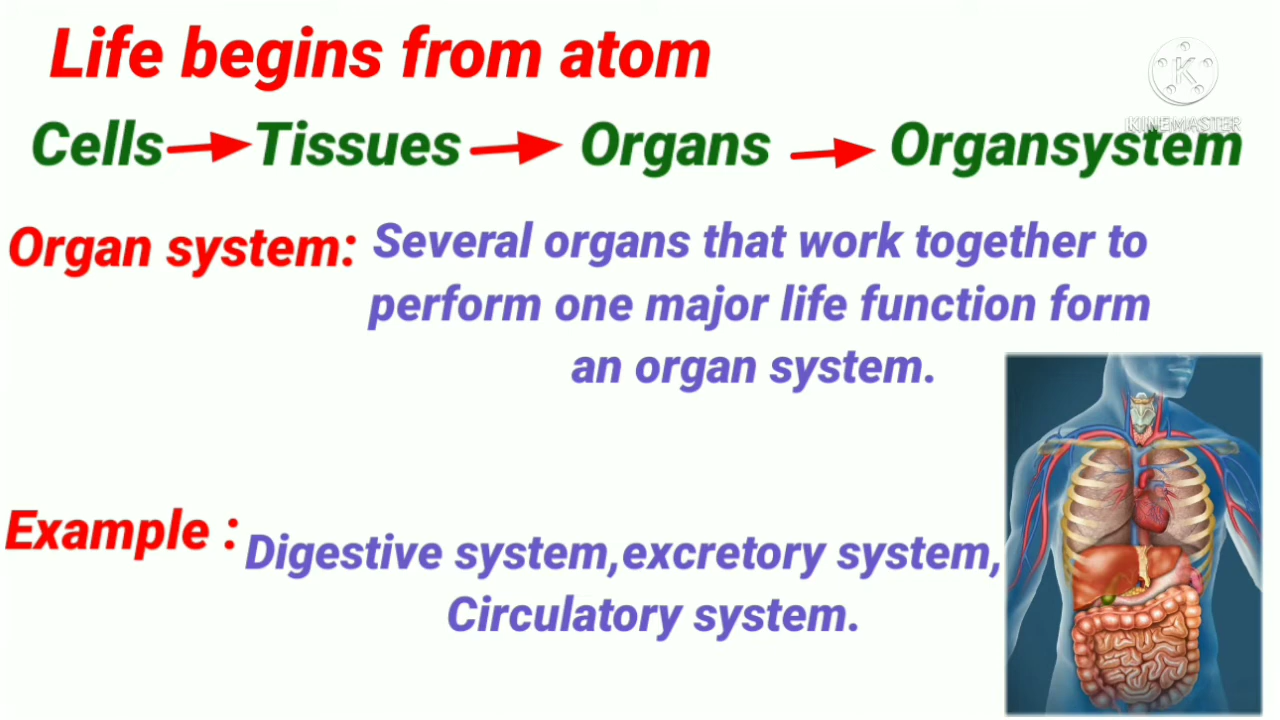 Life begins from atom
K
KINEMASTER
Cells Tissues Organs Organsystem
Organ system: Several organs that work together to
perform one major life function form
an organ system.
Example : Digestive system,excretory system,
Circulatory system.